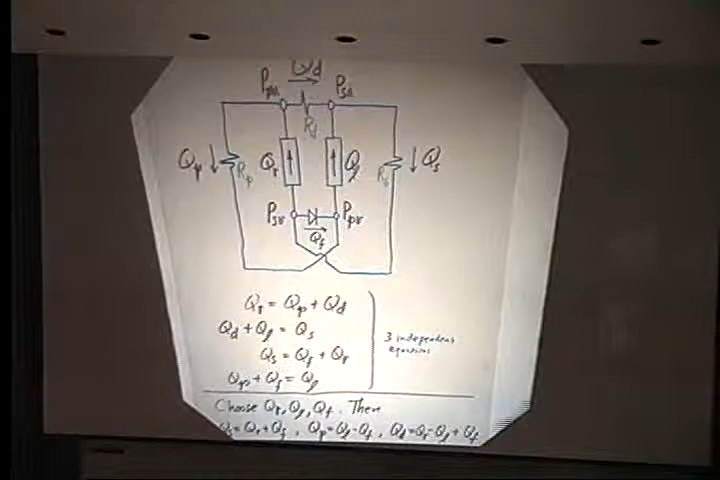 Q_d
P_pa P_sa
R_d
Q_p R_p Q_r Q_l R_s Q_s
P_sv P_pv
Q_f
Q_r = Q_p + Q_d
Q_d + Q_l = Q_s
Q_s = Q_f + Q_r
Q_p + Q_f = Q_l
3 independent
equations
Choose Q_r, Q_l, Q_f. Then
Q_s = Q_r + Q_f, Q_p = Q_l - Q_f, Q_d = Q_r - Q_l + Q_f